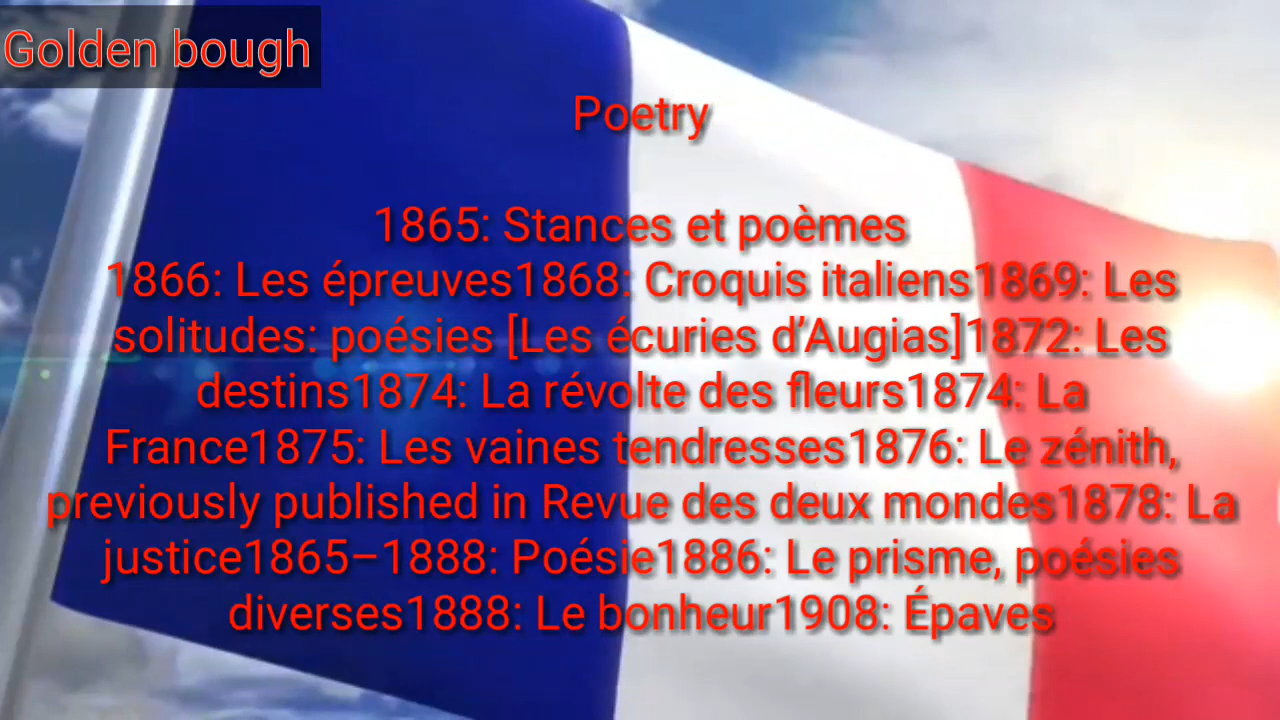 Golden bough
Poetry
1865: Stances et poèmes
1866: Les épreuves1868: Croquis italiens1869: Les
solitudes: poésies [Les écuries d’Augias]1872: Les
destins1874: La révolte des fleurs1874: La
France1875: Les vaines tendresses1876: Le zénith,
previously published in Revue des deux mondes1878: La
justice1865–1888: Poésie1886: Le prisme, poésies
diverses1888: Le bonheur1908: Épaves